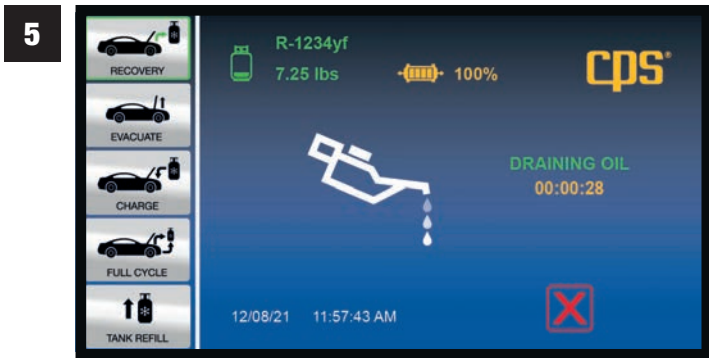 5
RECOVERY
EVACUATE
CHARGE
FULL CYCLE
TANK REFILL
R-1234yf
7.25 lbs
100%
cps®
DRAINING OIL
00:00:28
12/08/21 11:57:43 AM